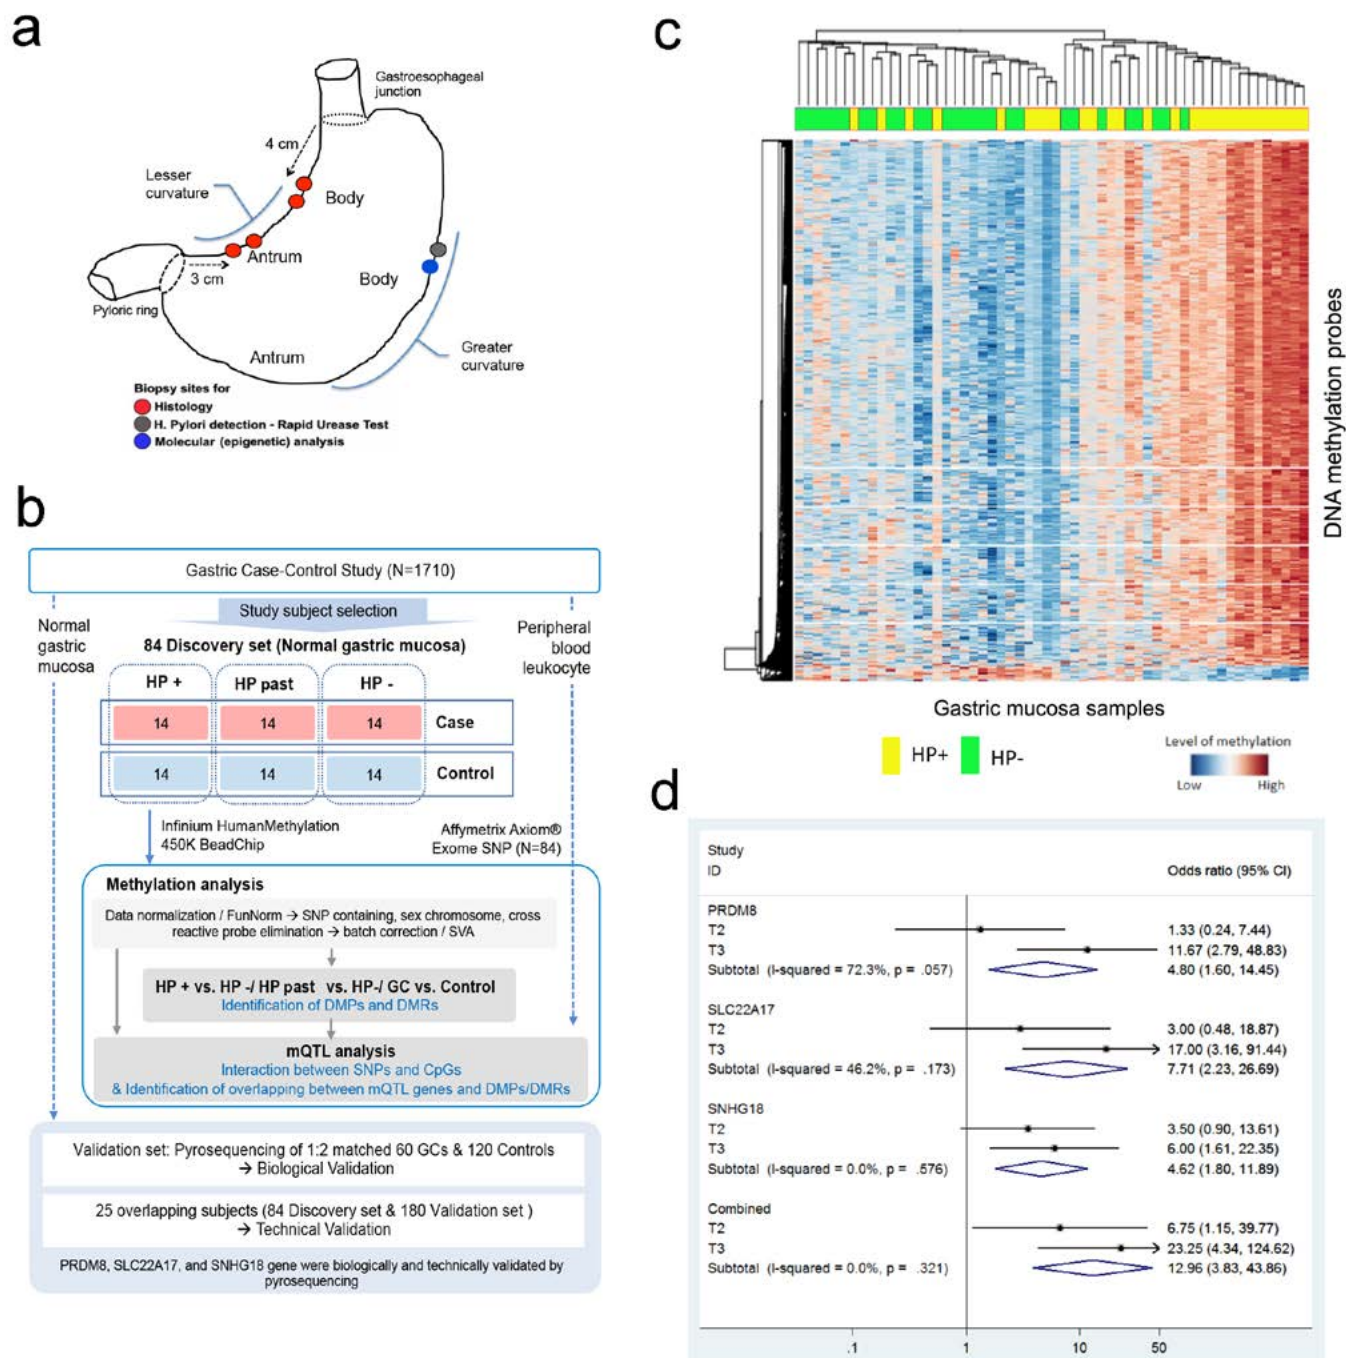 a
Gastroesophageal
junction
4 cm
Lesser
curvature
Body
Antrum
3 cm
Body
Pyloric ring
Antrum
Greater
curvature
Biopsy sites for
Histology
H. Pylori detection - Rapid Urease Test
Molecular (epigenetic) analysis
b
Gastric Case-Control Study (N=1710)
Study subject selection
Normal
gastric
mucosa
Peripheral
blood
leukocyte
84 Discovery set (Normal gastric mucosa)
HP + HP past HP -
14 14 14 Case
14 14 14 Control
Infinium HumanMethylation
450K BeadChip
Affymetrix Axiom®
Exome SNP (N=84)
Methylation analysis
Data normalization / FunNorm → SNP containing, sex chromosome, cross
reactive probe elimination → batch correction / SVA
HP + vs. HP -/ HP past vs. HP-/ GC vs. Control
Identification of DMPs and DMRs
mQTL analysis
Interaction between SNPs and CpGs
& Identification of overlapping between mQTL genes and DMPs/DMRs
Validation set: Pyrosequencing of 1:2 matched 60 GCs & 120 Controls
→ Biological Validation
25 overlapping subjects (84 Discovery set & 180 Validation set )
→ Technical Validation
PRDM8, SLC22A17, and SNHG18 gene were biologically and technically validated by
pyrosequencing
c
DNA methylation probes
Gastric mucosa samples
HP+ HP-
Level of methylation
Low High
d
Study
ID Odds ratio (95% CI)
PRDM8
T2 1.33 (0.24, 7.44)
T3 11.67 (2.79, 48.83)
Subtotal (I-squared = 72.3%, p = .057) 4.80 (1.60, 14.45)
SLC22A17
T2 3.00 (0.48, 18.87)
T3 17.00 (3.16, 91.44)
Subtotal (I-squared = 46.2%, p = .173) 7.71 (2.23, 26.69)
SNHG18
T2 3.50 (0.90, 13.61)
T3 6.00 (1.61, 22.35)
Subtotal (I-squared = 0.0%, p = .576) 4.62 (1.80, 11.89)
Combined
T2 6.75 (1.15, 39.77)
T3 23.25 (4.34, 124.62)
Subtotal (I-squared = 0.0%, p = .321) 12.96 (3.83, 43.86)
.1 1 10 50